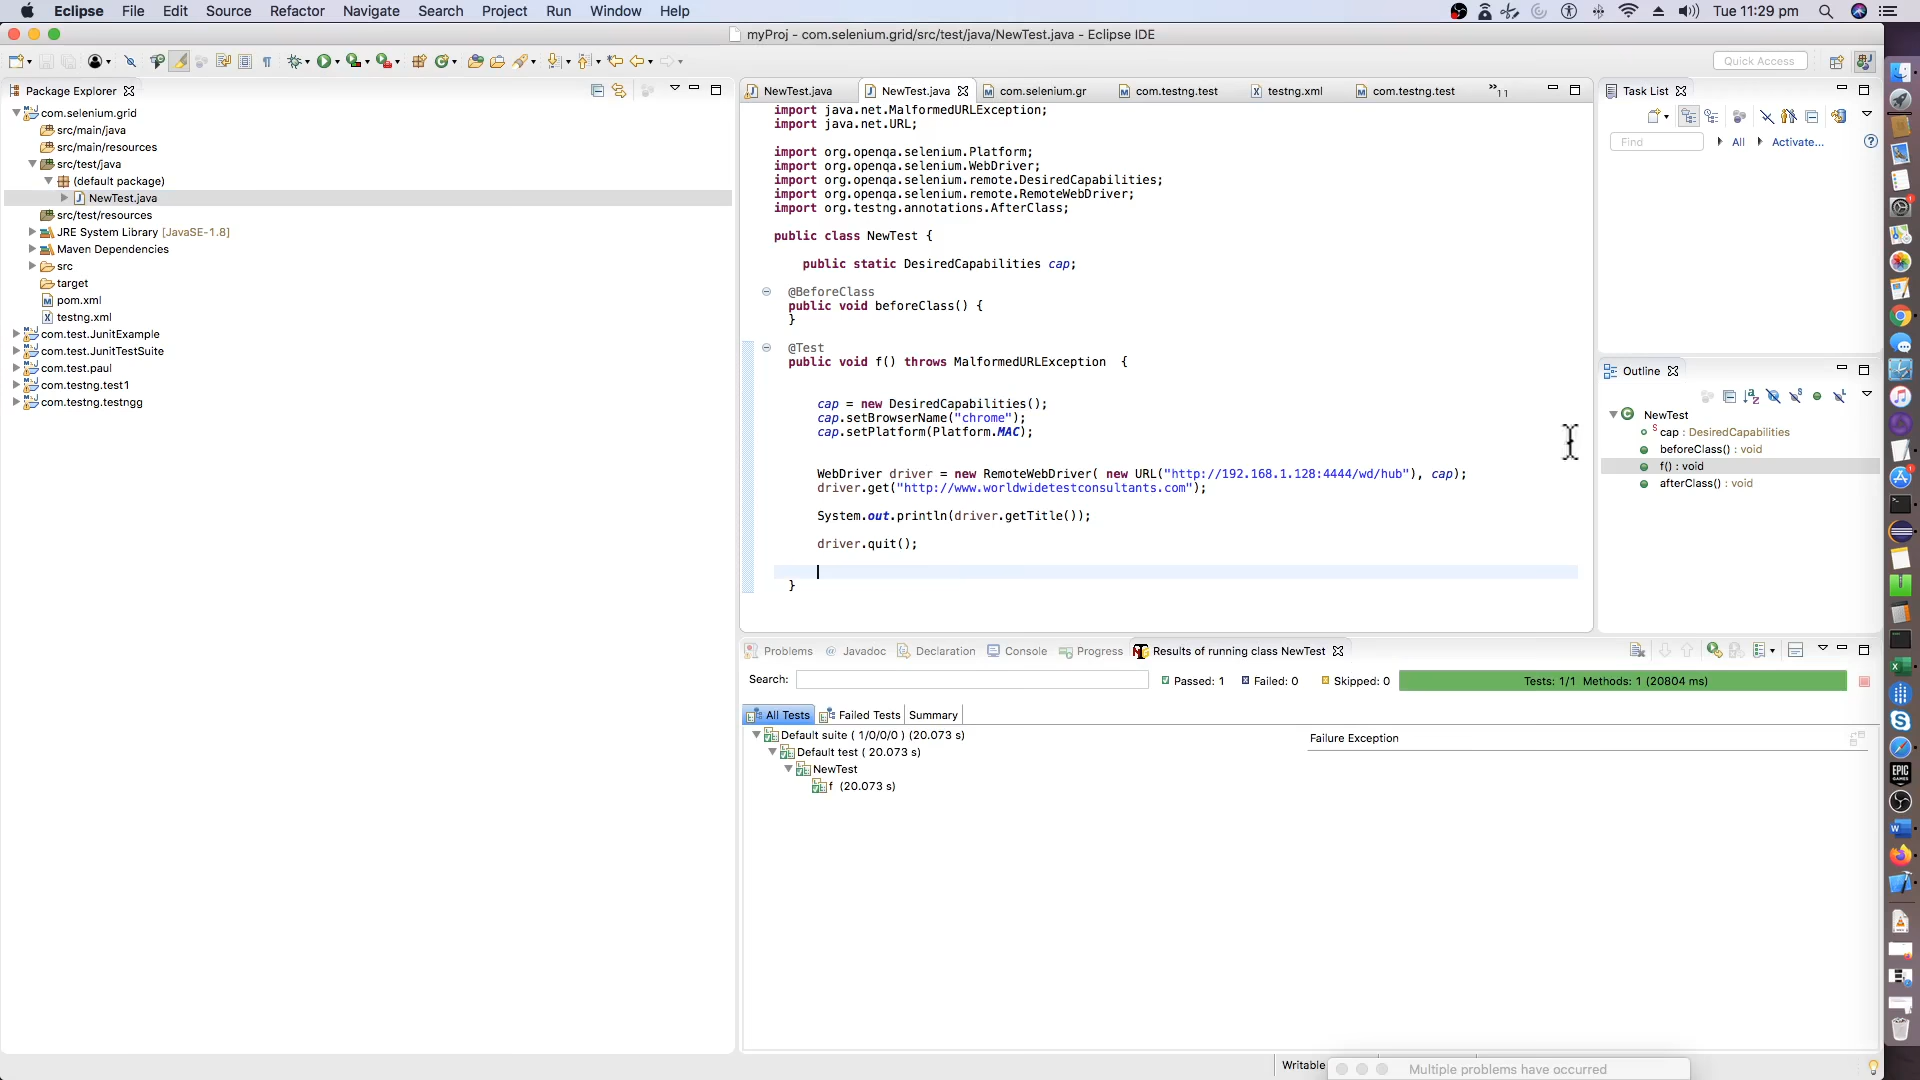 Eclipse File Edit Source Refactor Navigate Search Project Run Window Help Tue 11:29 pm
myProj - com.selenium.grid/src/test/java/NewTest.java - Eclipse IDE
Quick Access
Package Explorer
com.selenium.grid
src/main/java
src/main/resources
src/test/java
(default package)
NewTest.java
src/test/resources
JRE System Library [JavaSE-1.8]
Maven Dependencies
src
target
pom.xml
testng.xml
com.test.JunitExample
com.test.JunitTestSuite
com.test.paul
com.testng.test1
com.testng.testngg
NewTest.java NewTest.java com.selenium.gr com.testng.test testng.xml com.testng.test »11
import java.net.MalformedURLException;
import java.net.URL;
import org.openqa.selenium.Platform;
import org.openqa.selenium.WebDriver;
import org.openqa.selenium.remote.DesiredCapabilities;
import org.openqa.selenium.remote.RemoteWebDriver;
import org.testng.annotations.AfterClass;
public class NewTest {
public static DesiredCapabilities cap;
@BeforeClass
public void beforeClass() {
}
@Test
public void f() throws MalformedURLException {
cap = new DesiredCapabilities();
cap.setBrowserName("chrome");
cap.setPlatform(Platform.MAC);
WebDriver driver = new RemoteWebDriver( new URL("http://192.168.1.128:4444/wd/hub"), cap);
driver.get("http://www.worldwidetestconsultants.com");
System.out.println(driver.getTitle());
driver.quit();
}
Task List
Find All Activate...
Outline
NewTest
cap : DesiredCapabilities
beforeClass() : void
f() : void
afterClass() : void
Problems Javadoc Declaration Console Progress Results of running class NewTest
Search: Passed: 1 Failed: 0 Skipped: 0 Tests: 1/1 Methods: 1 (20804 ms)
All Tests Failed Tests Summary
Default suite ( 1/0/0/0 ) (20.073 s)
Default test ( 20.073 s)
NewTest
f (20.073 s)
Failure Exception
Writable
Multiple problems have occurred
EPIC
GAMES